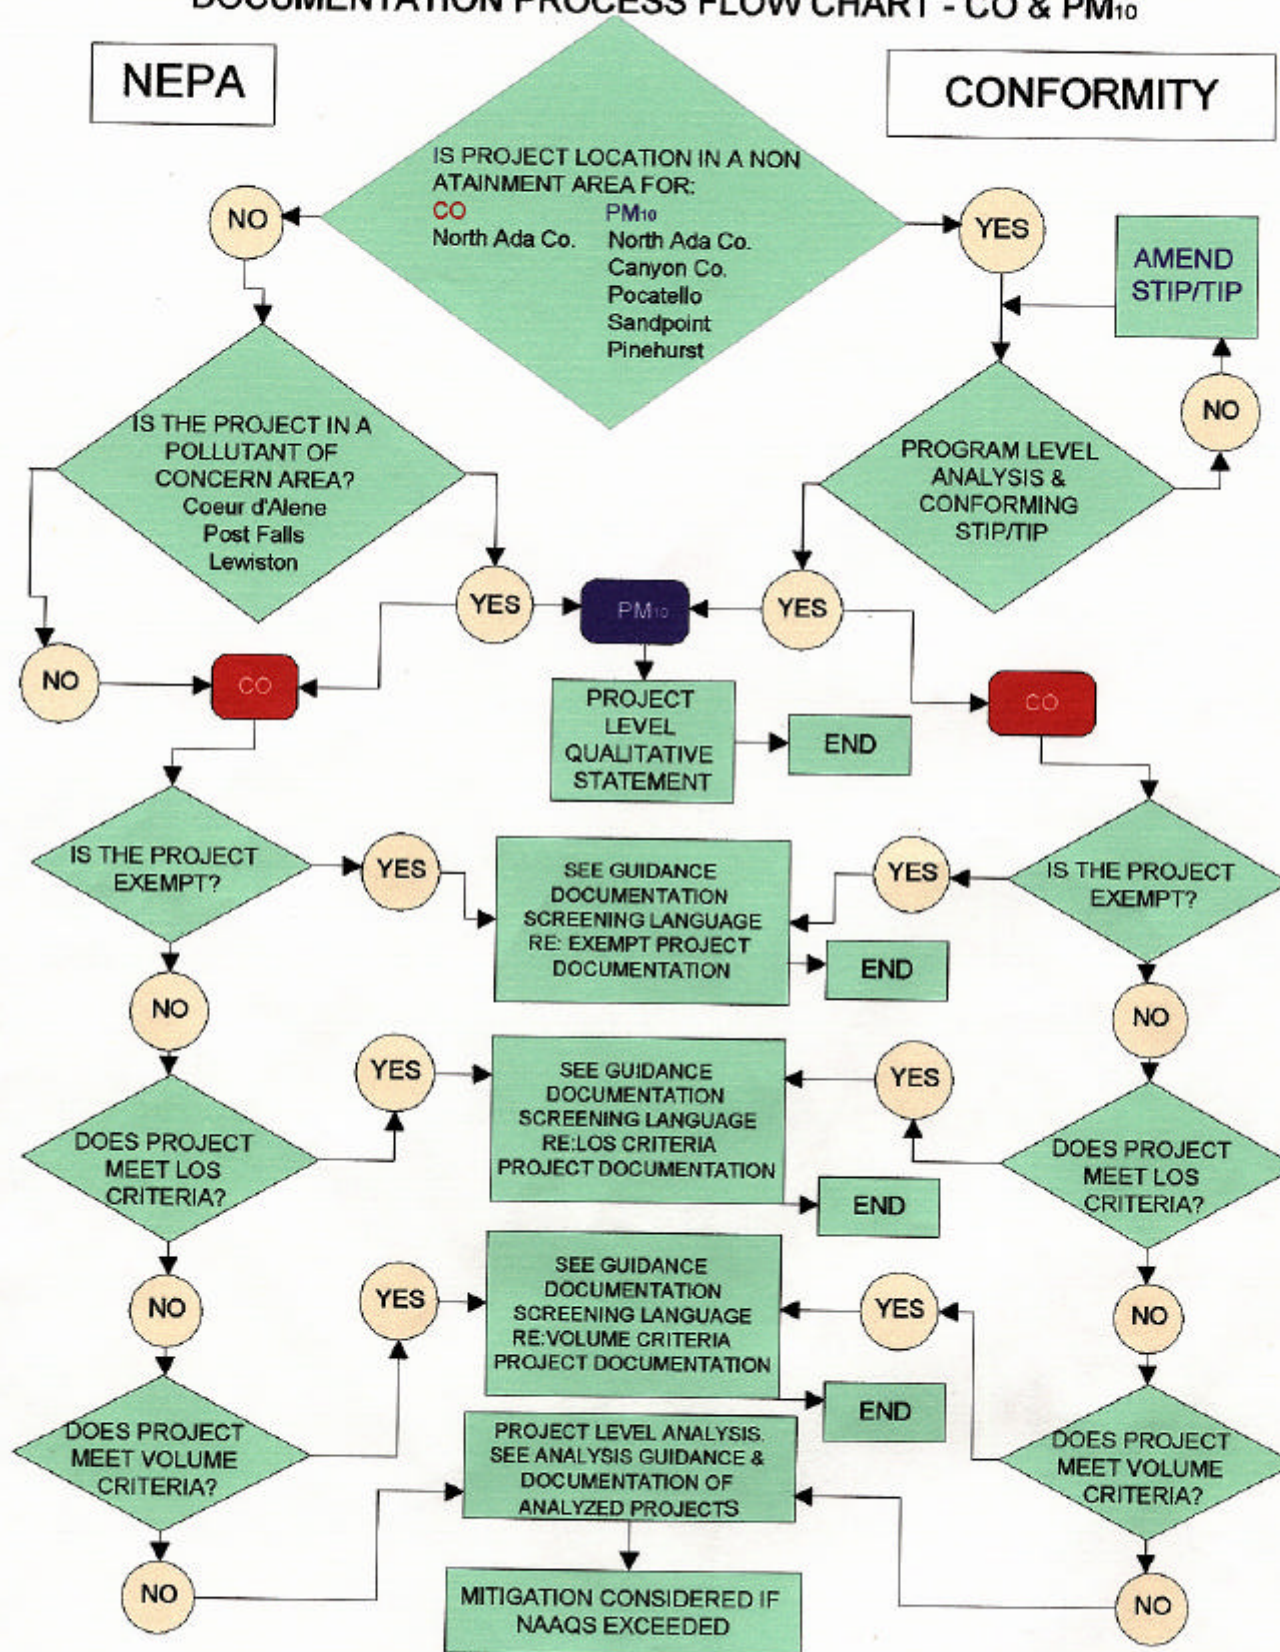 DOCUMENTATION PROCESS FLOW CHART - CO & PM10
NEPA
CONFORMITY
IS PROJECT LOCATION IN A NON
ATAINMENT AREA FOR:
CO PM10
North Ada Co. North Ada Co.
Canyon Co.
Pocatello
Sandpoint
Pinehurst
NO
YES
AMEND
STIP/TIP
NO
IS THE PROJECT IN A
POLLUTANT OF
CONCERN AREA?
Coeur d'Alene
Post Falls
Lewiston
PROGRAM LEVEL
ANALYSIS &
CONFORMING
STIP/TIP
YES
PM10
YES
NO
CO
CO
PROJECT
LEVEL
QUALITATIVE
STATEMENT
END
IS THE PROJECT
EXEMPT?
YES
SEE GUIDANCE
DOCUMENTATION
SCREENING LANGUAGE
RE: EXEMPT PROJECT
DOCUMENTATION
YES
IS THE PROJECT
EXEMPT?
END
NO
NO
YES
SEE GUIDANCE
DOCUMENTATION
SCREENING LANGUAGE
RE:LOS CRITERIA
PROJECT DOCUMENTATION
YES
DOES PROJECT
MEET LOS
CRITERIA?
DOES PROJECT
MEET LOS
CRITERIA?
END
NO
YES
SEE GUIDANCE
DOCUMENTATION
SCREENING LANGUAGE
RE:VOLUME CRITERIA
PROJECT DOCUMENTATION
YES
NO
END
DOES PROJECT
MEET VOLUME
CRITERIA?
PROJECT LEVEL ANALYSIS.
SEE ANALYSIS GUIDANCE &
DOCUMENTATION OF
ANALYZED PROJECTS
DOES PROJECT
MEET VOLUME
CRITERIA?
NO
MITIGATION CONSIDERED IF
NAAQS EXCEEDED
NO